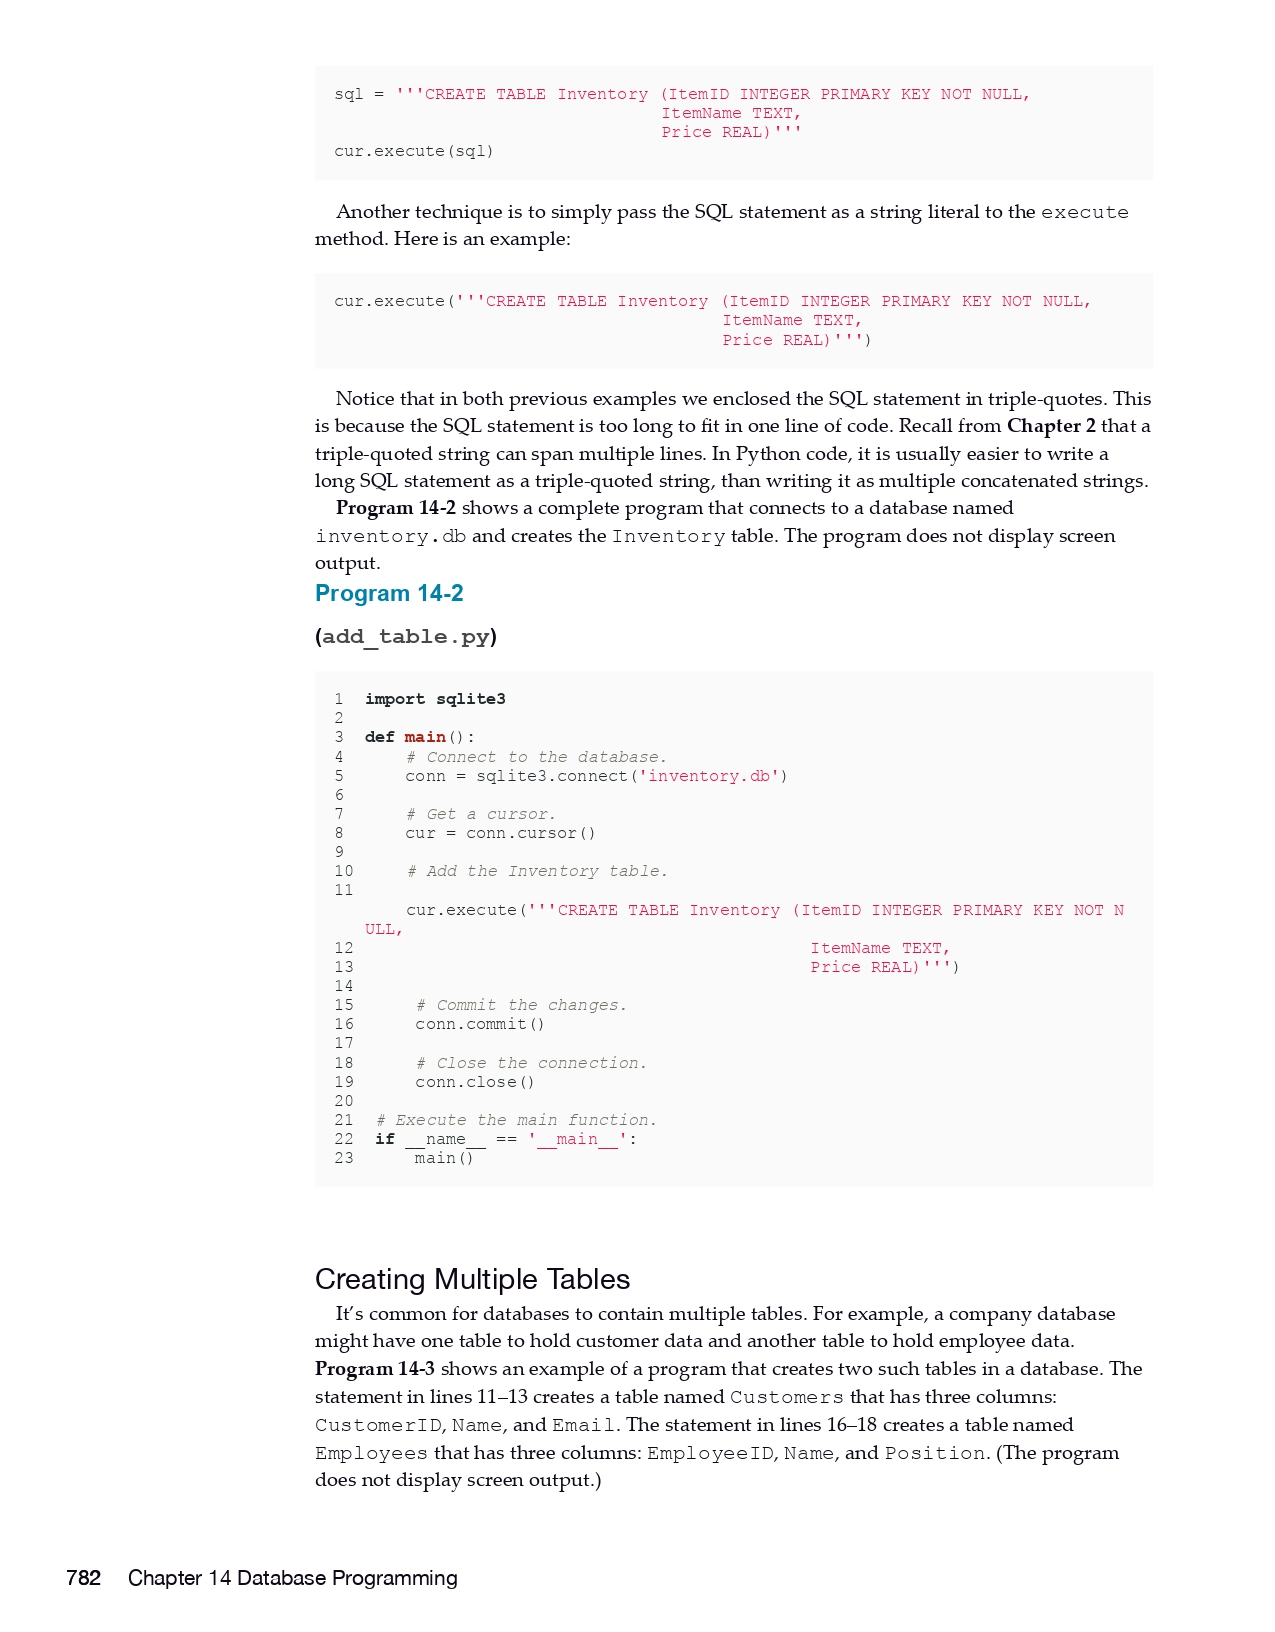 sql = '''CREATE TABLE Inventory (ItemID INTEGER PRIMARY KEY NOT NULL,
ItemName TEXT,
Price REAL)'''
cur.execute(sql)
Another technique is to simply pass the SQL statement as a string literal to the execute
method. Here is an example:
cur.execute('''CREATE TABLE Inventory (ItemID INTEGER PRIMARY KEY NOT NULL,
ItemName TEXT,
Price REAL)''')
Notice that in both previous examples we enclosed the SQL statement in triple-quotes. This
is because the SQL statement is too long to fit in one line of code. Recall from Chapter 2 that a
triple-quoted string can span multiple lines. In Python code, it is usually easier to write a
long SQL statement as a triple-quoted string, than writing it as multiple concatenated strings.
Program 14-2 shows a complete program that connects to a database named
inventory.db and creates the Inventory table. The program does not display screen
output.
Program 14-2
(add_table.py)
1 import sqlite3
2
3 def main():
4 # Connect to the database.
5 conn = sqlite3.connect('inventory.db')
6
7 # Get a cursor.
8 cur = conn.cursor()
9
10 # Add the Inventory table.
11
cur.execute('''CREATE TABLE Inventory (ItemID INTEGER PRIMARY KEY NOT N
ULL,
12 ItemName TEXT,
13 Price REAL)''')
14
15 # Commit the changes.
16 conn.commit()
17
18 # Close the connection.
19 conn.close()
20
21 # Execute the main function.
22 if __name__ == '__main__':
23 main()
Creating Multiple Tables
It's common for databases to contain multiple tables. For example, a company database
might have one table to hold customer data and another table to hold employee data.
Program 14-3 shows an example of a program that creates two such tables in a database. The
statement in lines 11–13 creates a table named Customers that has three columns:
CustomerID, Name, and Email. The statement in lines 16–18 creates a table named
Employees that has three columns: EmployeeID, Name, and Position. (The program
does not display screen output.)
782 Chapter 14 Database Programming